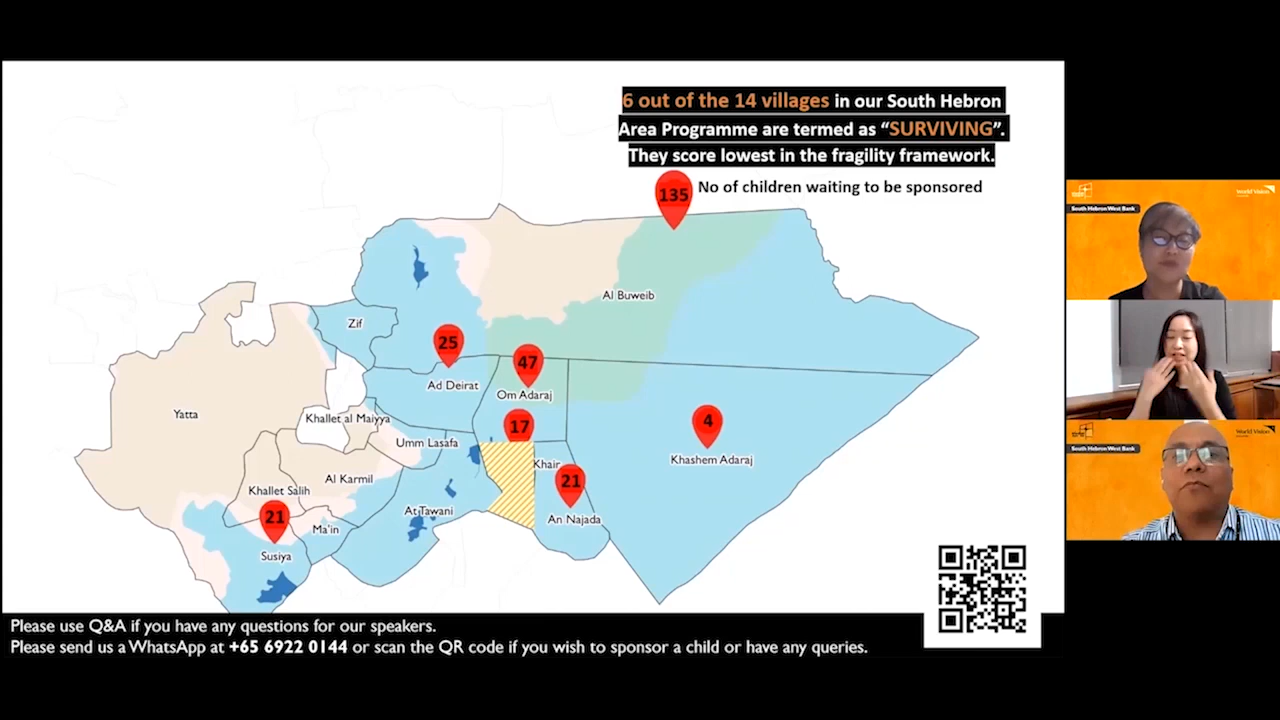 6 out of the 14 villages in our South Hebron
Area Programme are termed as “SURVIVING”.
They score lowest in the fragility framework.
135
No of children waiting to be sponsored
Al Buweib
Zif
25
47
Ad Deirat
Om Adaraj
Yatta
Khallet al Maiyya
17
4
Umm Lasafa
Khashem Adaraj
Khair
Al Karmil
21
Khallet Salih
At Tawani
An Najada
21
Ma'in
Susiya
Please use Q&A if you have any questions for our speakers.
Please send us a WhatsApp at +65 6922 0144 or scan the QR code if you wish to sponsor a child or have any queries.
World Vision
South Hebron West Bank
World Vision
South Hebron West Bank